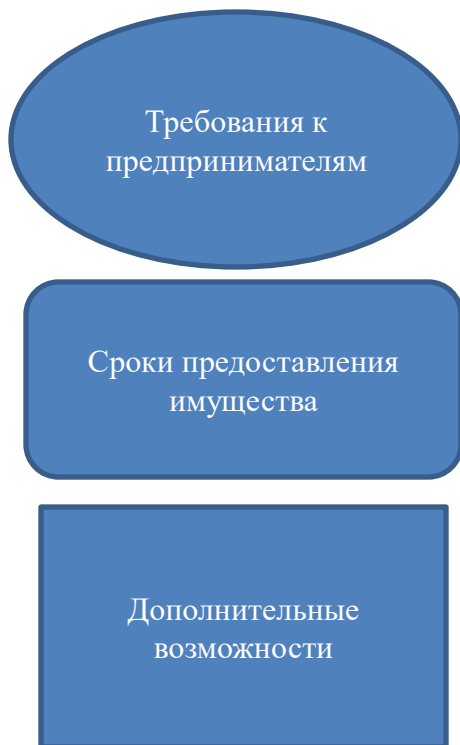 Требования к
предпринимателям
Сроки предоставления
имущества
Дополнительные
возможности